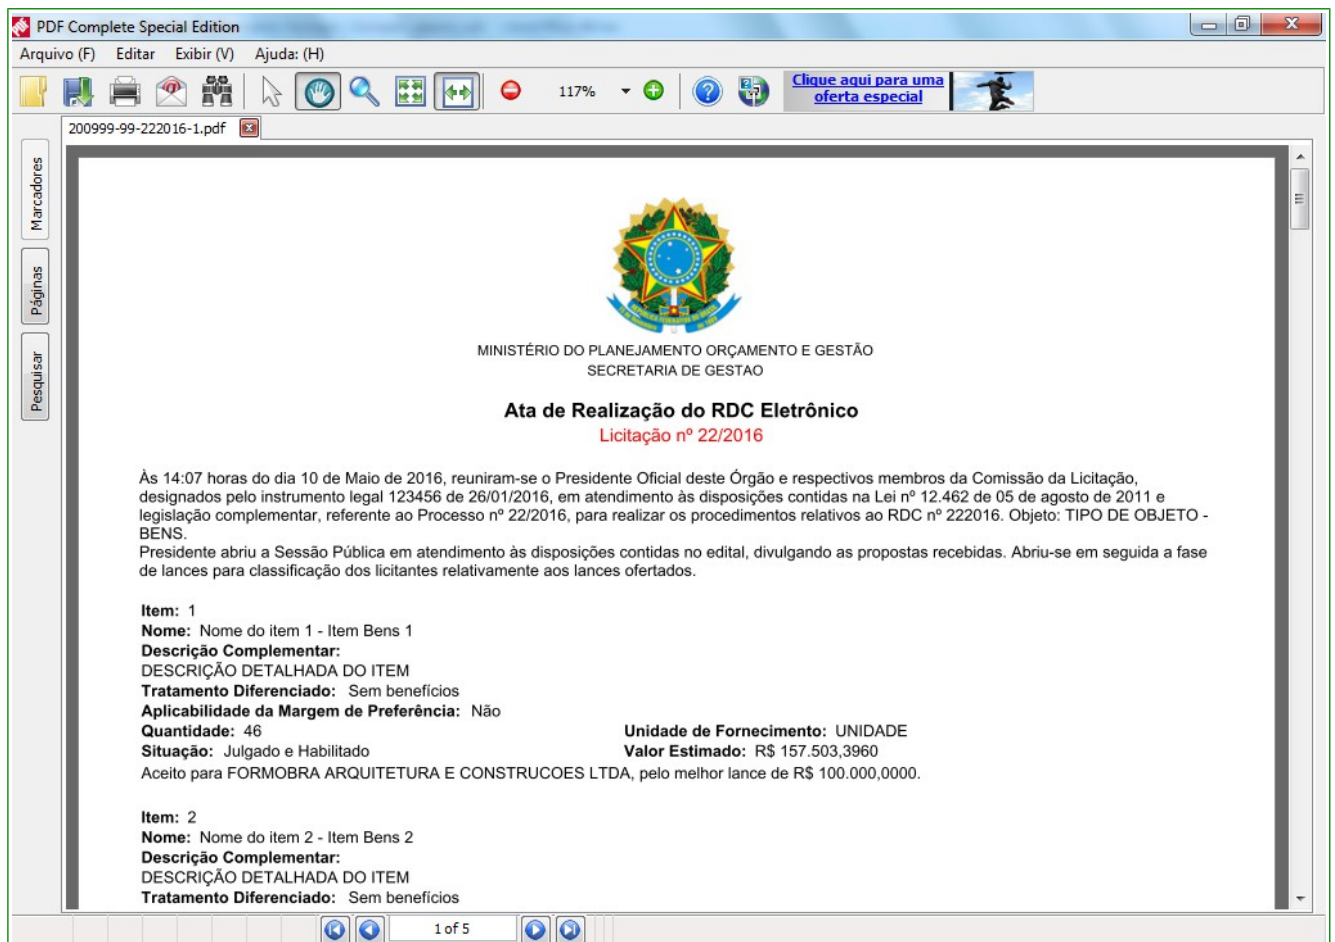 PDF Complete Special Edition
Arquivo (F) Editar Exibir (V) Ajuda: (H)
117%
Clique aqui para uma
oferta especial
200999-99-222016-1.pdf
Marcadores
Páginas
Pesquisar
MINISTÉRIO DO PLANEJAMENTO ORÇAMENTO E GESTÃO
SECRETARIA DE GESTAO
Ata de Realização do RDC Eletrônico
Licitação nº 22/2016
Às 14:07 horas do dia 10 de Maio de 2016, reuniram-se o Presidente Oficial deste Órgão e respectivos membros da Comissão da Licitação,
designados pelo instrumento legal 123456 de 26/01/2016, em atendimento às disposições contidas na Lei nº 12.462 de 05 de agosto de 2011 e
legislação complementar, referente ao Processo nº 22/2016, para realizar os procedimentos relativos ao RDC nº 222016. Objeto: TIPO DE OBJETO -
BENS.
Presidente abriu a Sessão Pública em atendimento às disposições contidas no edital, divulgando as propostas recebidas. Abriu-se em seguida a fase
de lances para classificação dos licitantes relativamente aos lances ofertados.
Item: 1
Nome: Nome do item 1 - Item Bens 1
Descrição Complementar:
DESCRIÇÃO DETALHADA DO ITEM
Tratamento Diferenciado: Sem benefícios
Aplicabilidade da Margem de Preferência: Não
Quantidade: 46 Unidade de Fornecimento: UNIDADE
Situação: Julgado e Habilitado Valor Estimado: R$ 157.503,3960
Aceito para FORMOBRA ARQUITETURA E CONSTRUCOES LTDA, pelo melhor lance de R$ 100.000,0000.
Item: 2
Nome: Nome do item 2 - Item Bens 2
Descrição Complementar:
DESCRIÇÃO DETALHADA DO ITEM
Tratamento Diferenciado: Sem benefícios
1 of 5